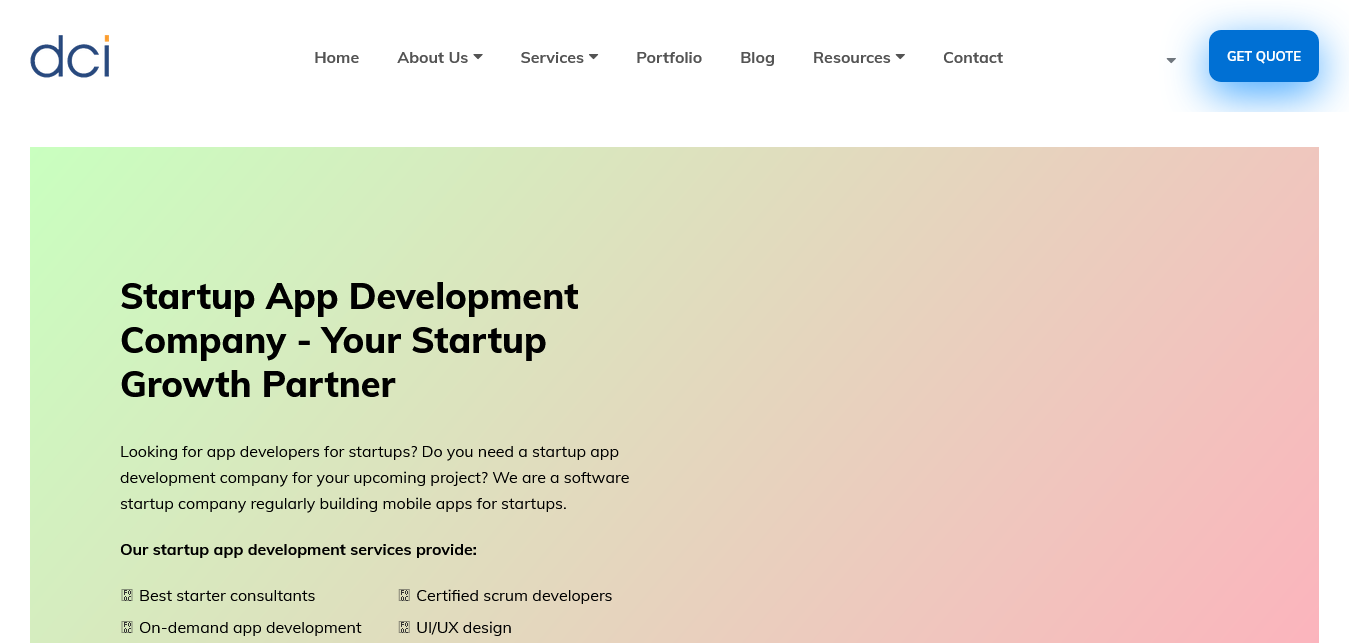 dci
Home
About Us
Services
Portfolio
Blog
Resources
Contact
GET QUOTE
Startup App Development
Company - Your Startup
Growth Partner
Looking for app developers for startups? Do you need a startup app
development company for your upcoming project? We are a software
startup company regularly building mobile apps for startups.
Our startup app development services provide:
Best starter consultants
Certified scrum developers
On-demand app development
UI/UX design